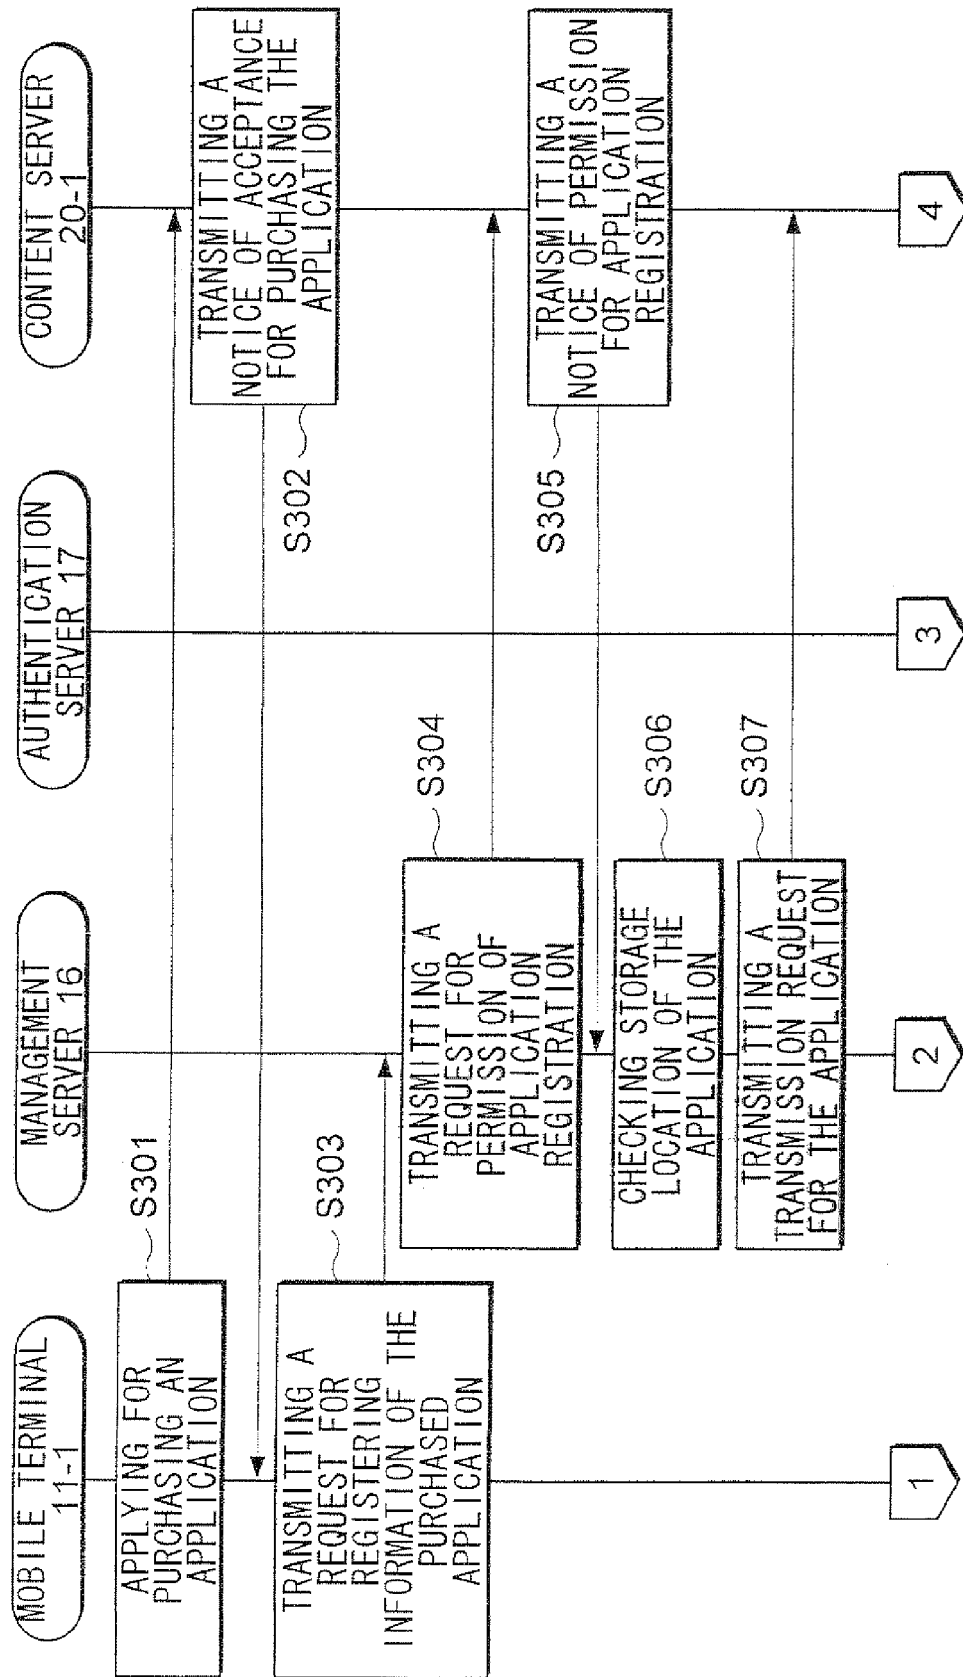 MOBILE TERMINAL
11-1
MANAGEMENT
SERVER 16
AUTHENTICATION
SERVER 17
CONTENT SERVER
20-1
APPLYING FOR
PURCHASING AN
APPLICATION
S301
TRANSMITTING A
NOTICE OF ACCEPTANCE
FOR PURCHASING THE
APPLICATION
S302
TRANSMITTING A
REQUEST FOR
REGISTERING
INFORMATION OF THE
PURCHASED
APPLICATION
S303
TRANSMITTING A
REQUEST FOR
PERMISSION OF
APPLICATION
REGISTRATION
S304
TRANSMITTING A
NOTICE OF PERMISSION
FOR APPLICATION
REGISTRATION
S305
CHECKING STORAGE
LOCATION OF THE
APPLICATION
S306
TRANSMITTING A
TRANSMISSION REQUEST
FOR THE APPLICATION
S307
1
2
3
4